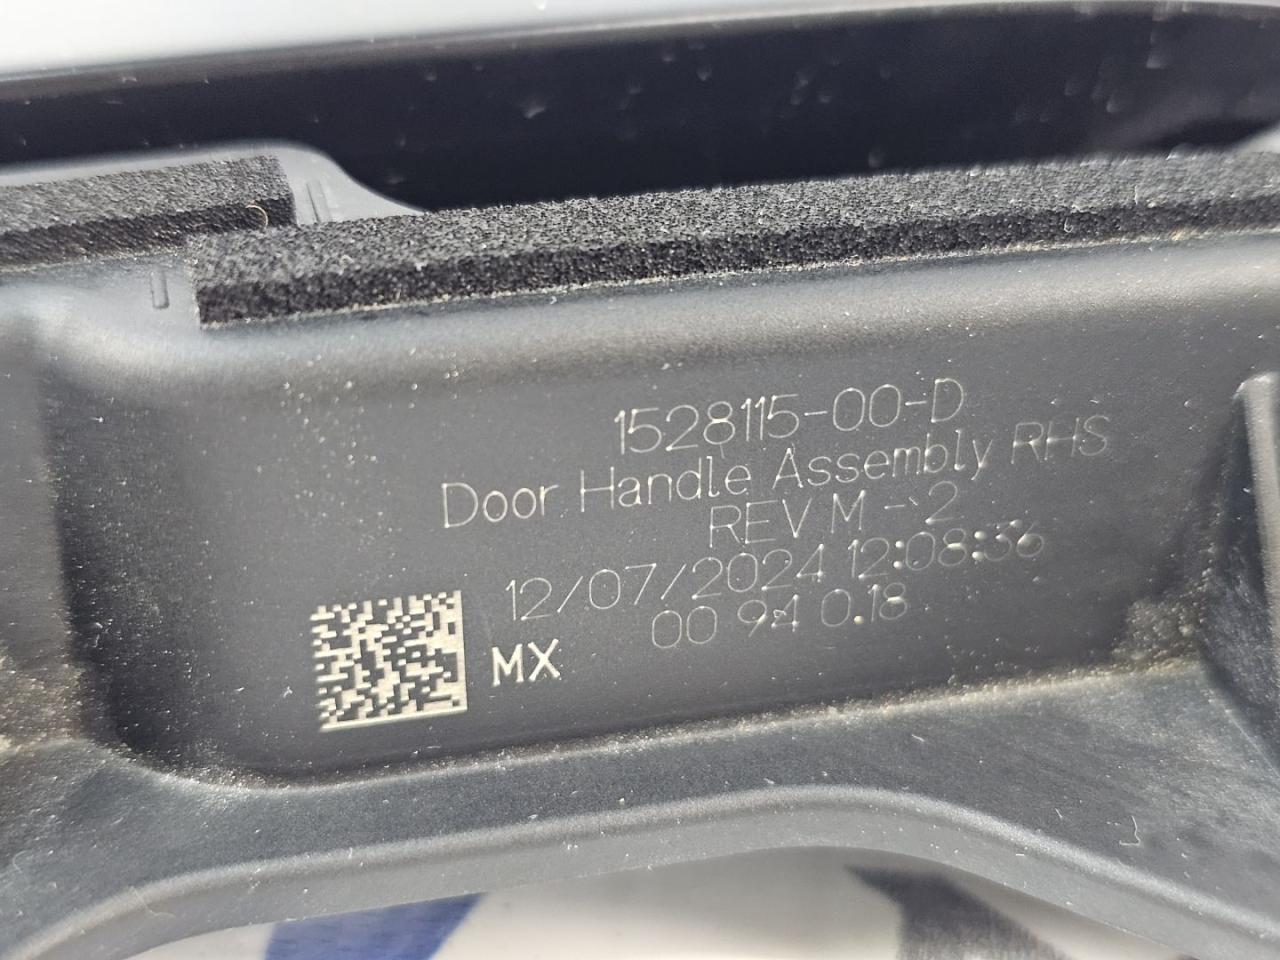 1528115-00-D
Door Handle Assembly RHS
REV M - 2
12/07/2024 12:08:36
00 94 0.18
MX